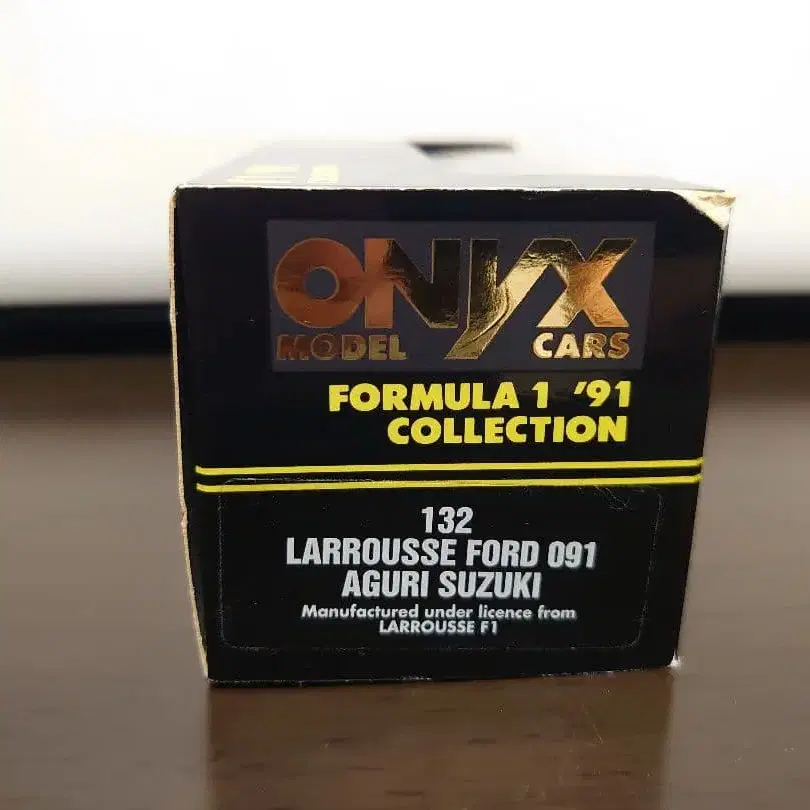 ONYX
MODEL CARS
FORMULA 1 '91
COLLECTION
132
LARROUSSE FORD 091
AGURI SUZUKI
Manufactured under licence from
LARROUSSE F1